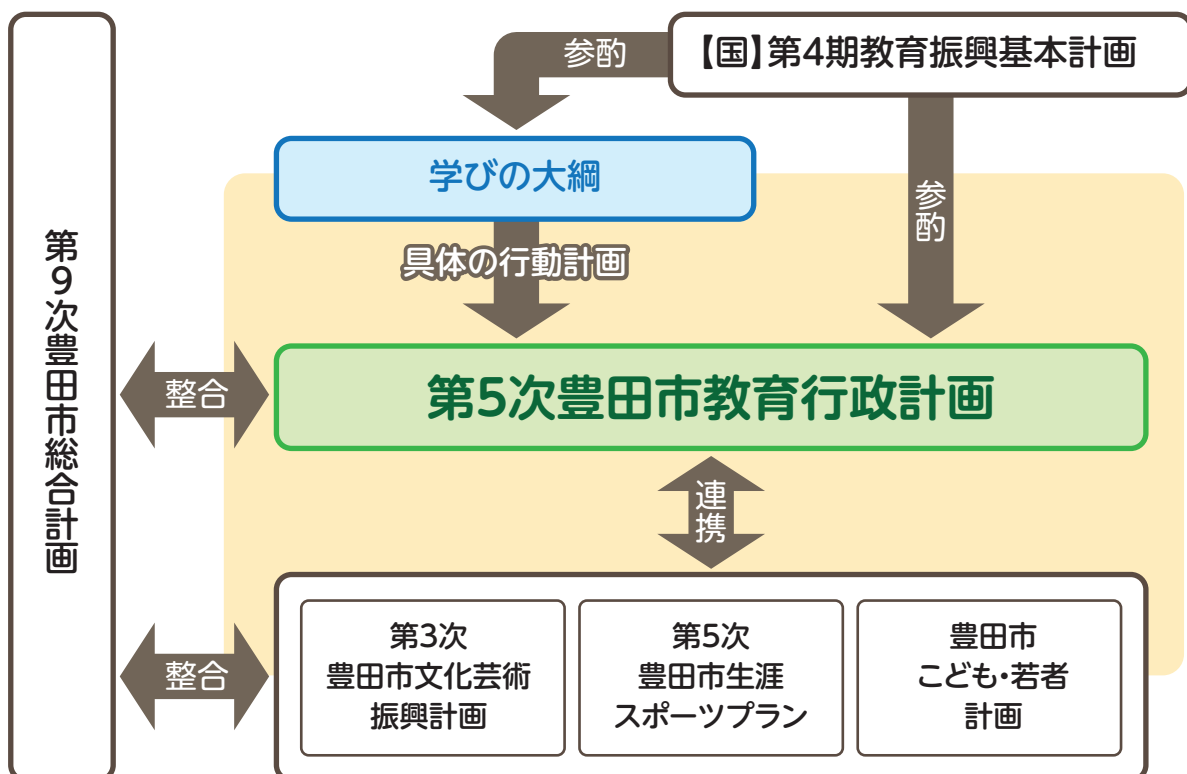 参酌
【国】第4期教育振興基本計画
学びの大綱
参酌
具体の行動計画
第9次豊田市総合計画
整合
第5次豊田市教育行政計画
連携
整合
第3次
豊田市文化芸術
振興計画
第5次
豊田市生涯
スポーツプラン
豊田市
こども・若者
計画